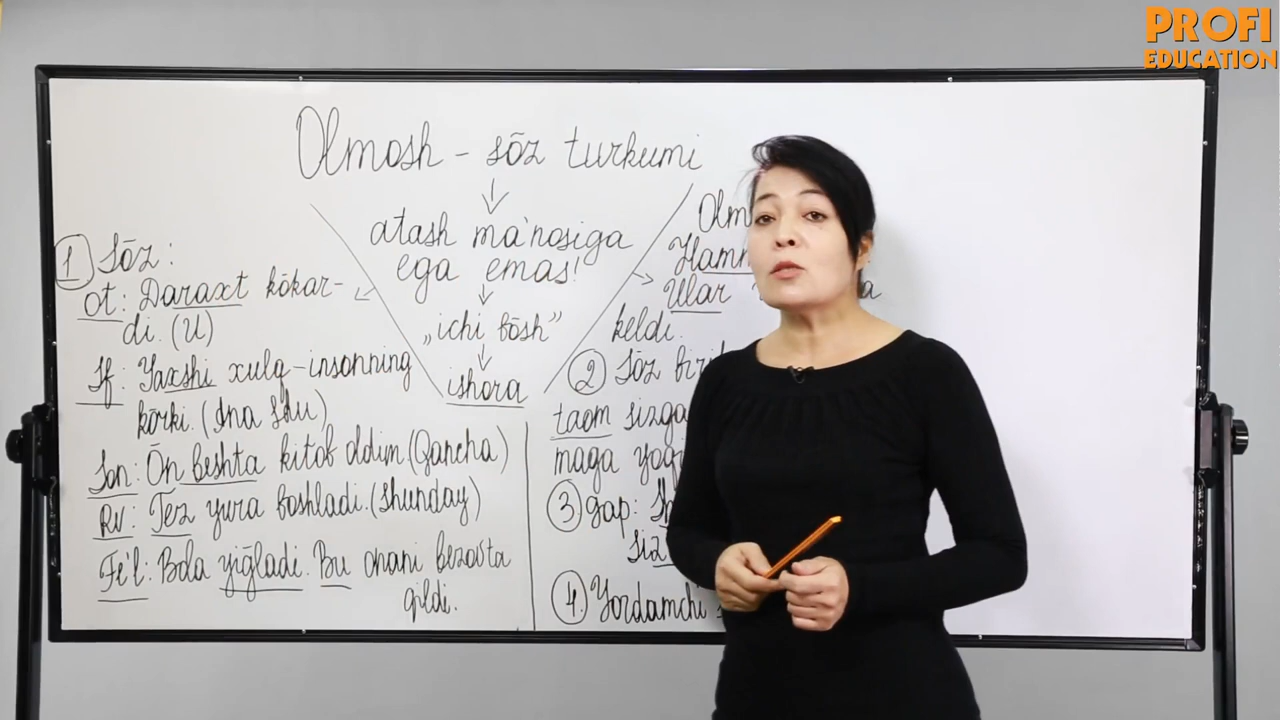 PROFI
EDUCATION
Olmosh – sōz turkumi
atash ma'nosiga
ega emas!
„ichi bōsh”
ishora
1 Sōz:
ot: Daraxt kōkar-
di. (U)
Sf: Yaxshi xulq-insonning
kōrki. (Ana shu)
Son: Ōn beshta kitob oldim (Qancha)
Rv: Tez yura boshladi. (Shunday)
Fe'l: Bola yiğladi. Bu onani bezovta
qildi.
Olm
Hamm
Ular
keldi.
2 Sōz birik
taom sizga
maga yoq
3 gap: Sh
siz
4. Yordamchi s